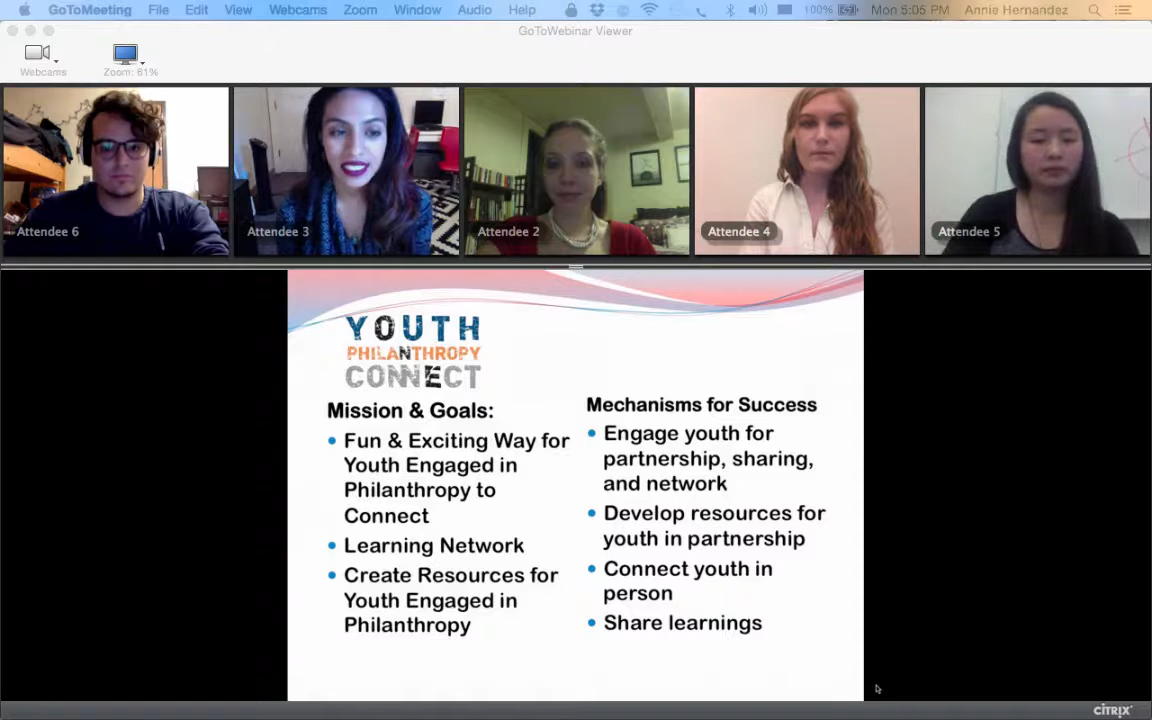 GoToMeeting File Edit View Webcams Zoom Window Audio Help 100% Mon 5:05 PM Annie Hernandez
GoToWebinar Viewer
Webcams
Zoom: 61%
Attendee 6
Attendee 3
Attendee 2
Attendee 4
Attendee 5
YOUTH
PHILANTHROPY
CONNECT
Mission & Goals:
• Fun & Exciting Way for
Youth Engaged in
Philanthropy to
Connect
• Learning Network
• Create Resources for
Youth Engaged in
Philanthropy
Mechanisms for Success
• Engage youth for
partnership, sharing,
and network
• Develop resources for
youth in partnership
• Connect youth in
person
• Share learnings
CITRIX